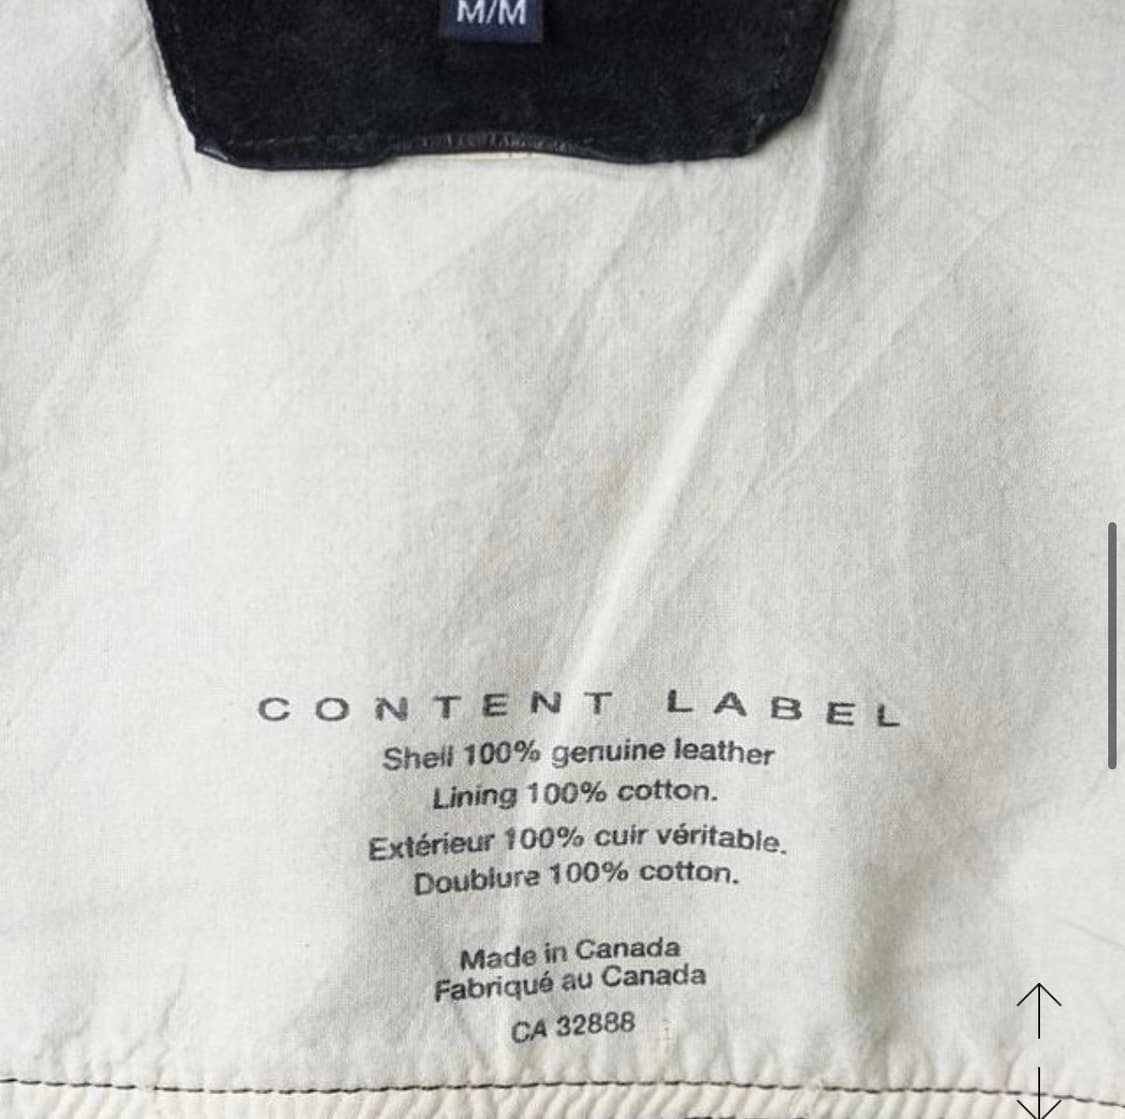 M/M
CONTENT LABEL
Shell 100% genuine leather
Lining 100% cotton.
Extérieur 100% cuir véritable.
Doublure 100% cotton.
Made in Canada
Fabriqué au Canada
CA 32888